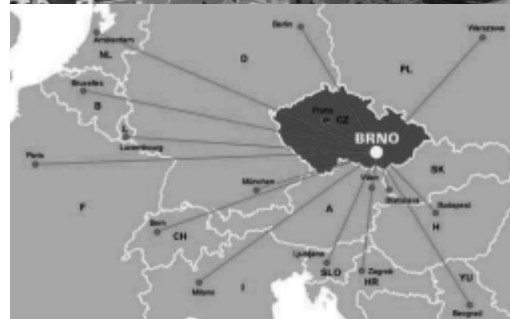 Berlin
Warszawa
Amsterdam
NL
D
PL
Bruxelles
B
Praha
CZ
L
Luxembourg
BRNO
Paris
SK
München
Wien
Bratislava
F
A
Budapest
H
Bern
CH
Ljubljana
SLO
Zagreb
HR
YU
Milano
I
Beograd